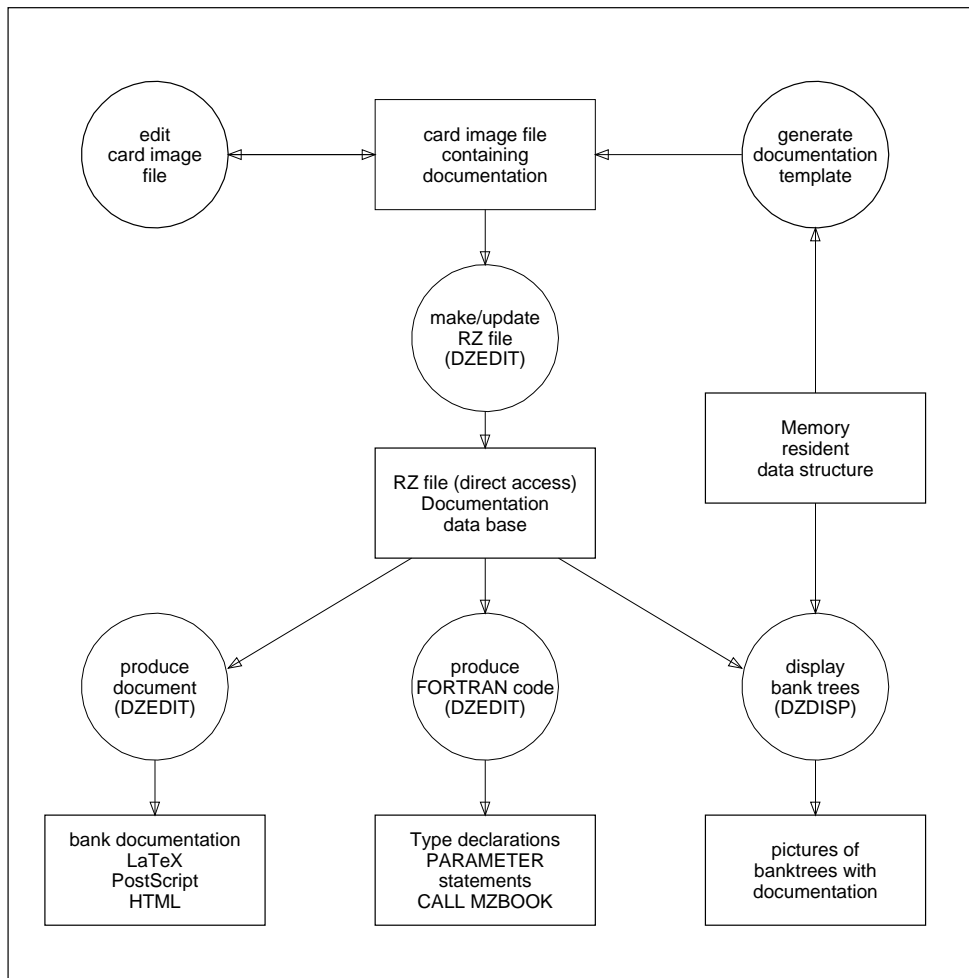 edit
card image
file
card image file
containing
documentation
generate
documentation
template
make/update
RZ file
(DZEDIT)
Memory
resident
data structure
RZ file (direct access)
Documentation
data base
produce
document
(DZEDIT)
produce
FORTRAN code
(DZEDIT)
display
bank trees
(DZDISP)
bank documentation
LaTeX
PostScript
HTML
Type declarations
PARAMETER
statements
CALL MZBOOK
pictures of
banktrees with
documentation